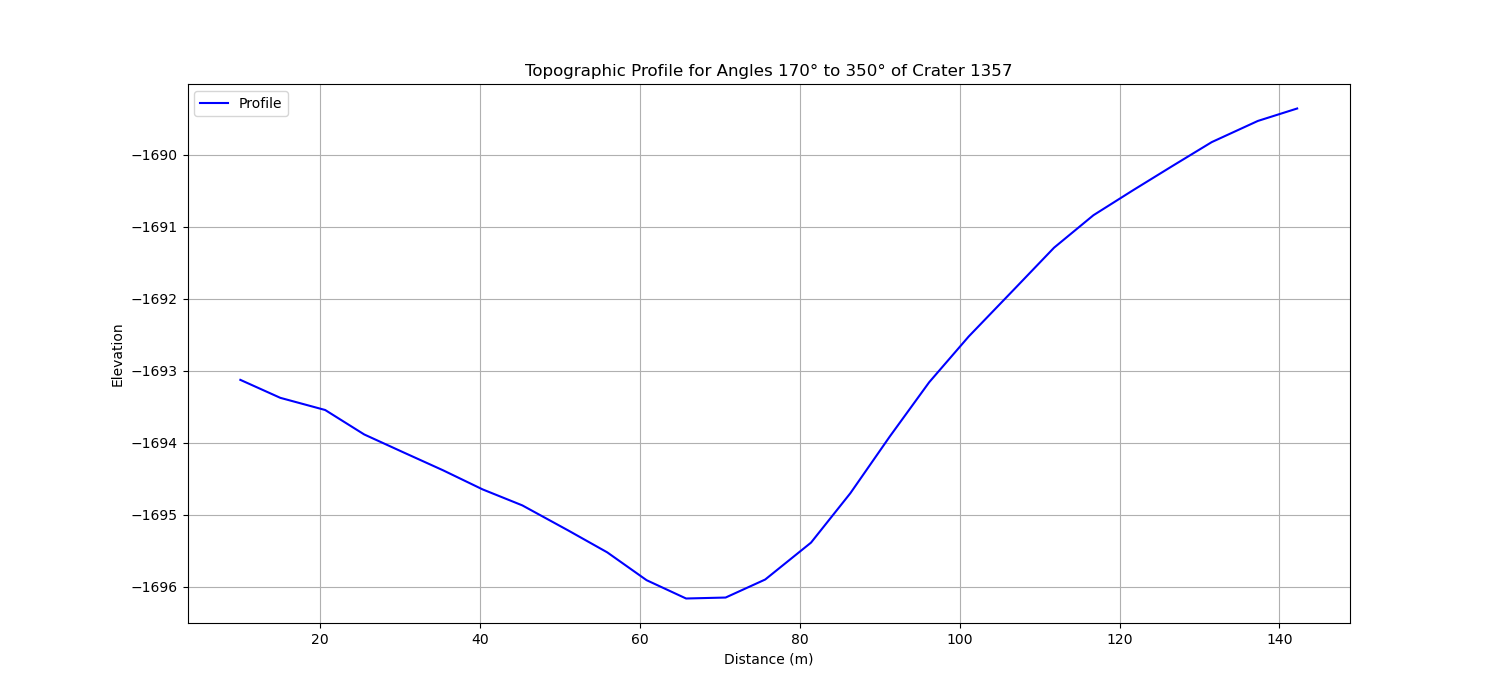 Topographic Profile for Angles 170° to 350° of Crater 1357
Profile
−1690
−1691
−1692
−1693
−1694
−1695
−1696
Elevation
20 40 60 80 100 120 140
Distance (m)